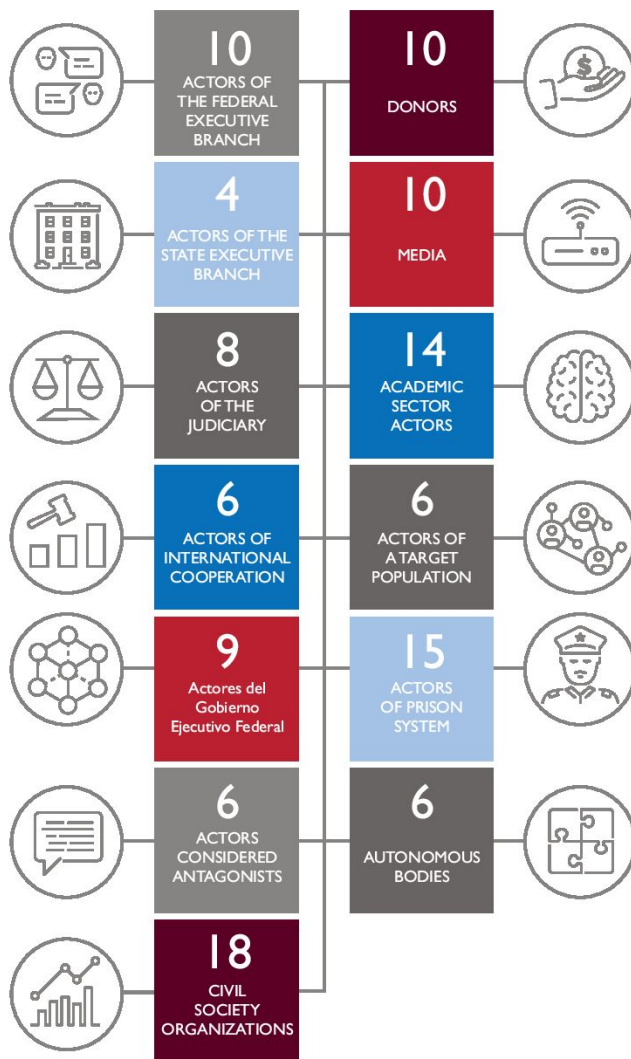 10
ACTORS OF
THE FEDERAL
EXECUTIVE
BRANCH
10
DONORS
$
4
ACTORS OF THE
STATE EXECUTIVE
BRANCH
10
MEDIA
8
ACTORS
OF THE
JUDICIARY
14
ACADEMIC
SECTOR
ACTORS
6
ACTORS OF
INTERNATIONAL
COOPERATION
6
ACTORS OF
A TARGET
POPULATION
9
Actores del
Gobierno
Ejecutivo Federal
15
ACTORS
OF PRISON
SYSTEM
6
ACTORS
CONSIDERED
ANTAGONISTS
6
AUTONOMOUS
BODIES
18
CIVIL
SOCIETY
ORGANIZATIONS